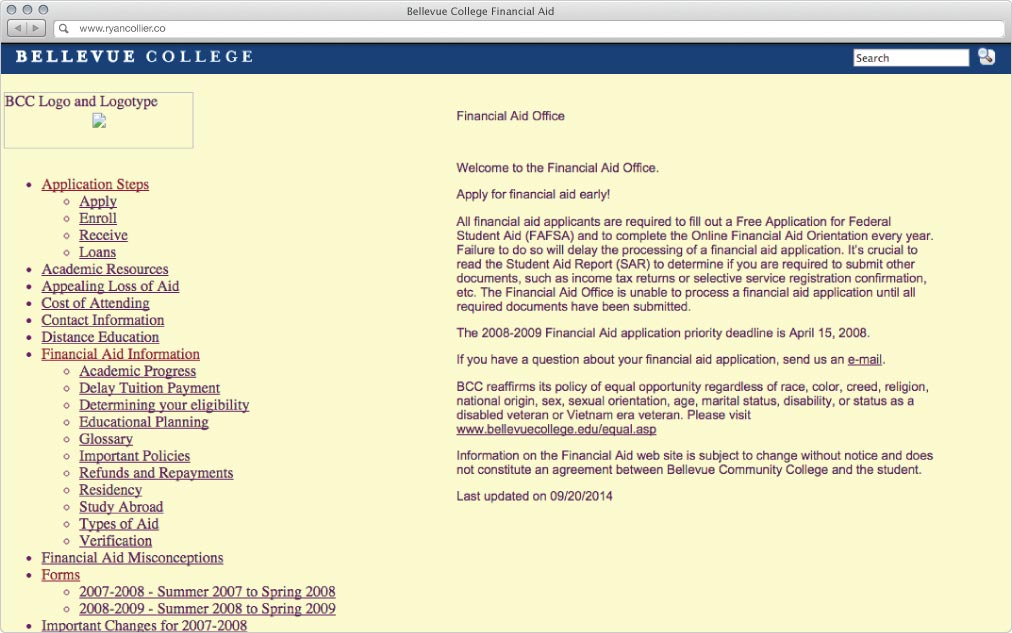 Bellevue College Financial Aid
www.ryancollier.co
BELLEVUE COLLEGE
Search
BCC Logo and Logotype
Application Steps
Apply
Enroll
Receive
Loans
Academic Resources
Appealing Loss of Aid
Cost of Attending
Contact Information
Distance Education
Financial Aid Information
Academic Progress
Delay Tuition Payment
Determining your eligibility
Educational Planning
Glossary
Important Policies
Refunds and Repayments
Residency
Study Abroad
Types of Aid
Verification
Financial Aid Misconceptions
Forms
2007-2008 - Summer 2007 to Spring 2008
2008-2009 - Summer 2008 to Spring 2009
Important Changes for 2007-2008
Financial Aid Office
Welcome to the Financial Aid Office.
Apply for financial aid early!
All financial aid applicants are required to fill out a Free Application for Federal
Student Aid (FAFSA) and to complete the Online Financial Aid Orientation every year.
Failure to do so will delay the processing of a financial aid application. It's crucial to
read the Student Aid Report (SAR) to determine if you are required to submit other
documents, such as income tax returns or selective service registration confirmation,
etc. The Financial Aid Office is unable to process a financial aid application until all
required documents have been submitted.
The 2008-2009 Financial Aid application priority deadline is April 15, 2008.
If you have a question about your financial aid application, send us an e-mail.
BCC reaffirms its policy of equal opportunity regardless of race, color, creed, religion,
national origin, sex, sexual orientation, age, marital status, disability, or status as a
disabled veteran or Vietnam era veteran. Please visit
www.bellevuecollege.edu/equal.asp
Information on the Financial Aid web site is subject to change without notice and does
not constitute an agreement between Bellevue Community College and the student.
Last updated on 09/20/2014